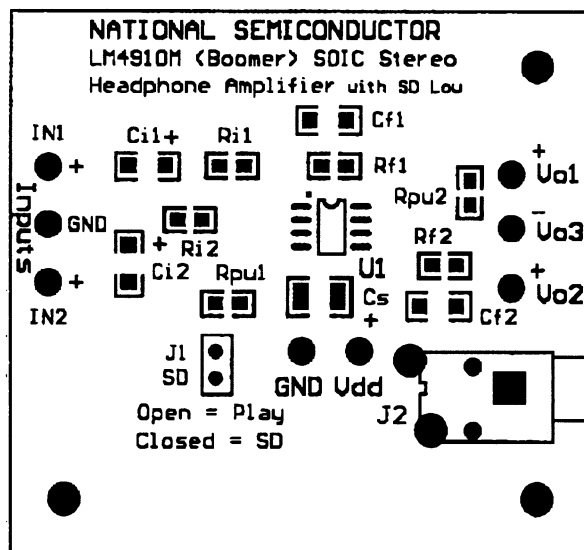 NATIONAL SEMICONDUCTOR
LM4910M (Boomer) SOIC Stereo
Headphone Amplifier with SD Low
Cf1
IN1
Ci1+
Ri1
+
Rf1
+
Vo1
Rpu2
Inputs
GND
Ri2
+
Ci2
-
Vo3
Rf2
U1
+
IN2
Rpu1
Cs
+
+
Vo2
Cf2
J1
SD
GND Vdd
J2
Open = Play
Closed = SD